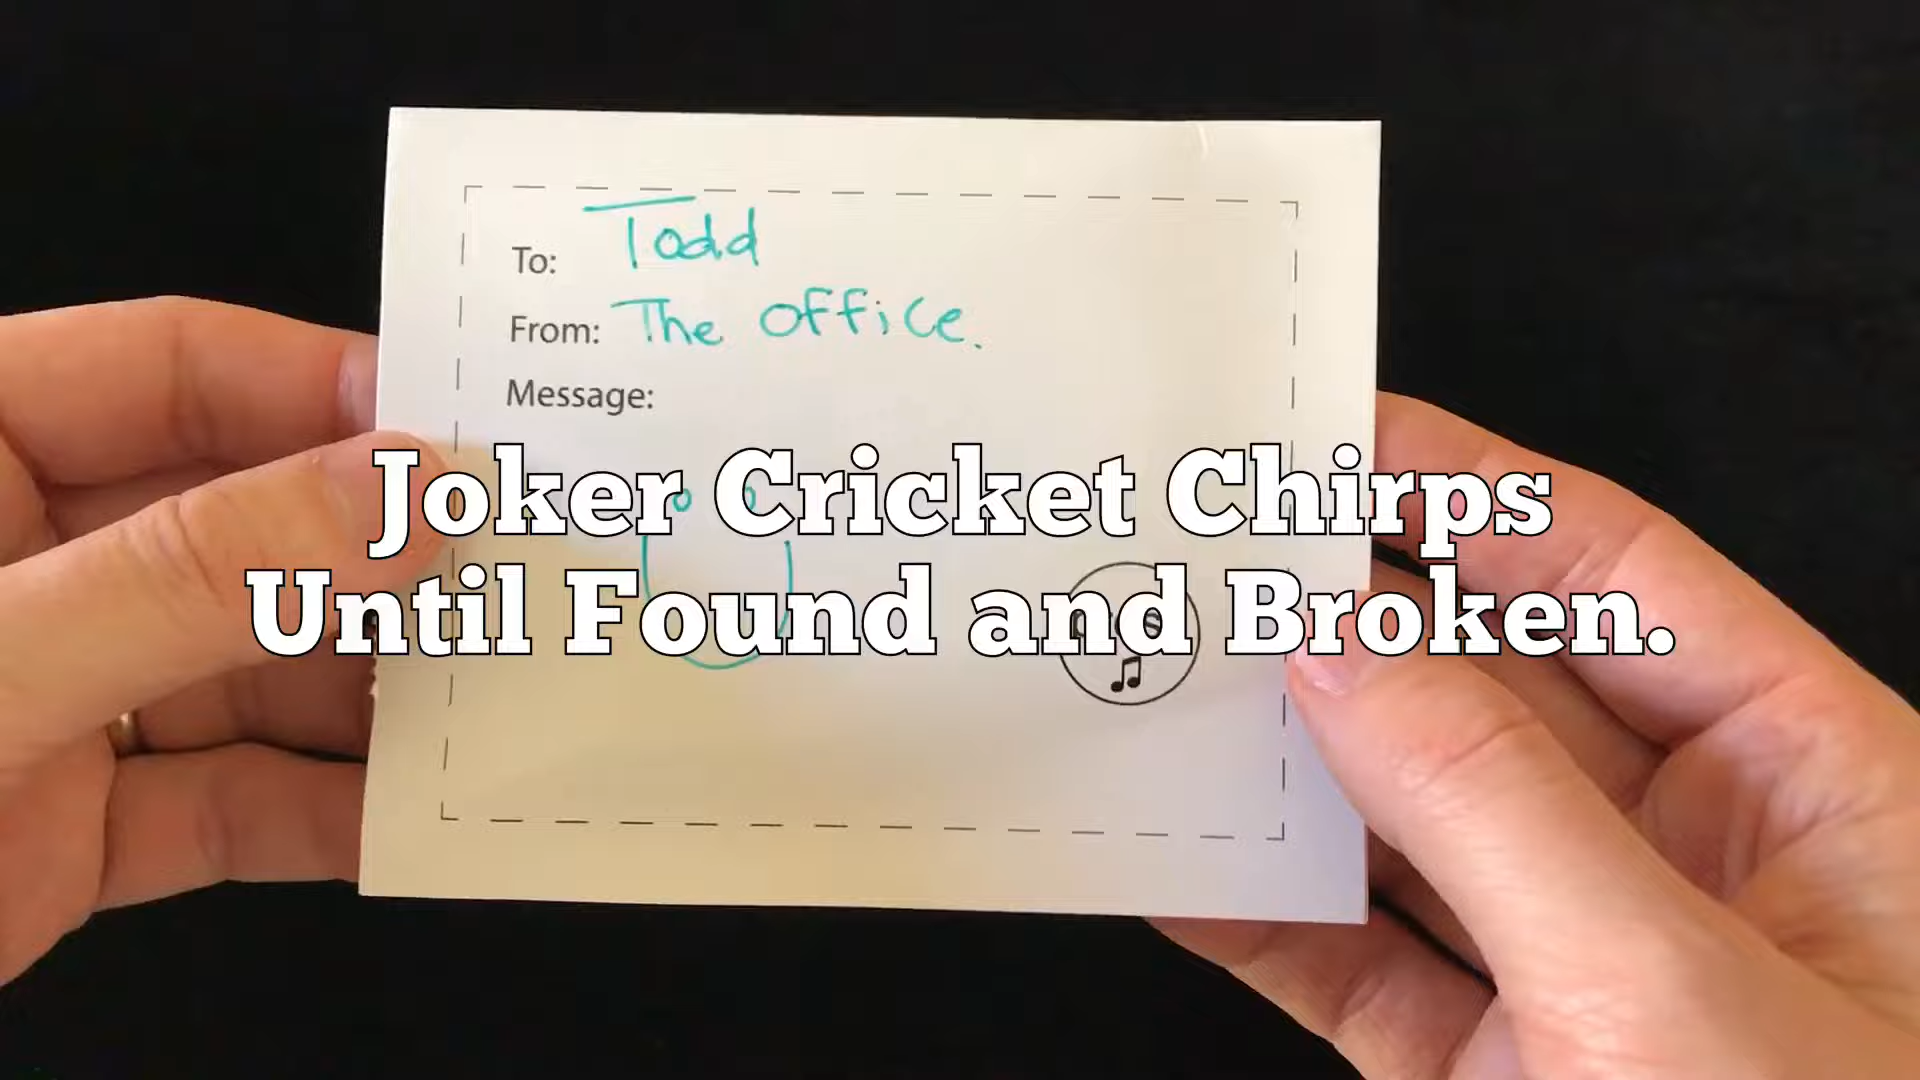 To: Todd
From: The Office.
Message:
Joker Cricket Chirps
Until Found and Broken.